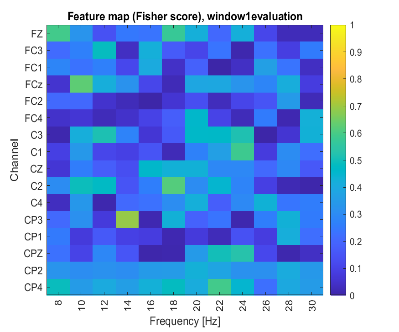 Feature map (Fisher score), window1evaluation
Channel
FZ
FC3
FC1
FCz
FC2
FC4
C3
C1
CZ
C2
C4
CP3
CP1
CPZ
CP2
CP4
8 10 12 14 16 18 20 22 24 26 28 30
Frequency [Hz]
1
0.9
0.8
0.7
0.6
0.5
0.4
0.3
0.2
0.1
0